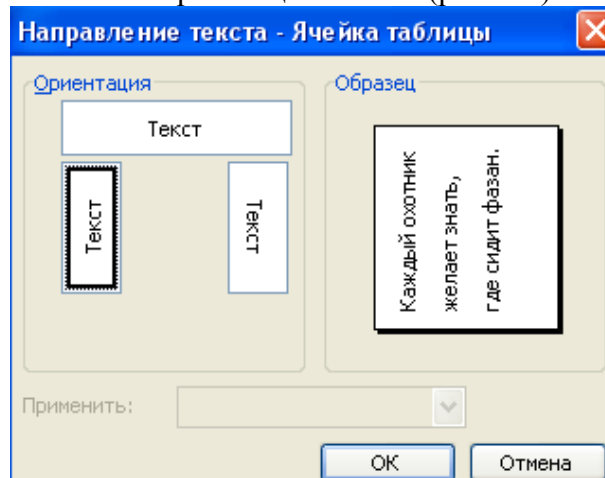 Направление текста - Ячейка таблицы
Ориентация
Образец
Текст
Текст
Текст
Каждый охотник
желает знать,
где сидит фазан.
Применить:
ОК
Отмена